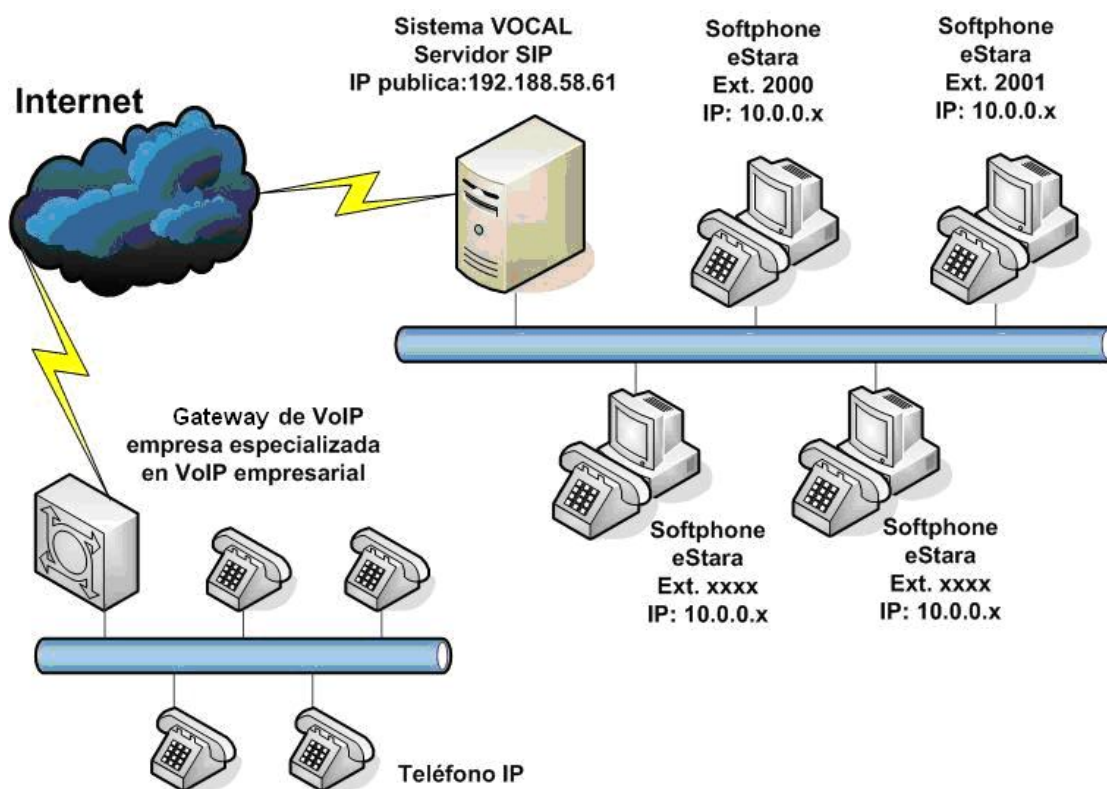 Sistema VOCAL
Servidor SIP
IP publica:192.188.58.61
Softphone
eStara
Ext. 2000
IP: 10.0.0.x
Softphone
eStara
Ext. 2001
IP: 10.0.0.x
Internet
Gateway de VoIP
empresa especializada
en VoIP empresarial
Softphone
eStara
Ext. xxxx
IP: 10.0.0.x
Softphone
eStara
Ext. xxxx
IP: 10.0.0.x
Teléfono IP